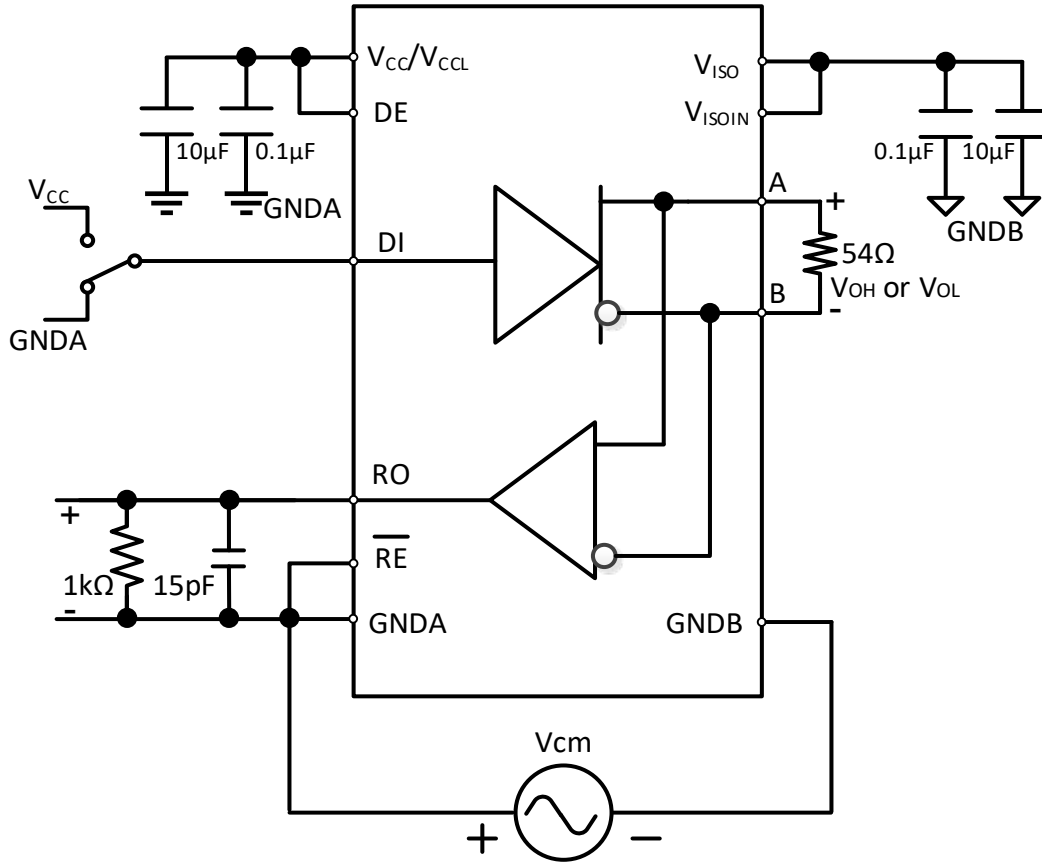 VCC/VCCL
VISO
DE
VISOIN
10µF
0.1µF
0.1µF
10µF
GNDA
GNDB
VCC
A
+
DI
54Ω
VOH or VOL
B
-
GNDA
RO
+
RE
1kΩ
15pF
-
GNDA
GNDB
Vcm
+
−